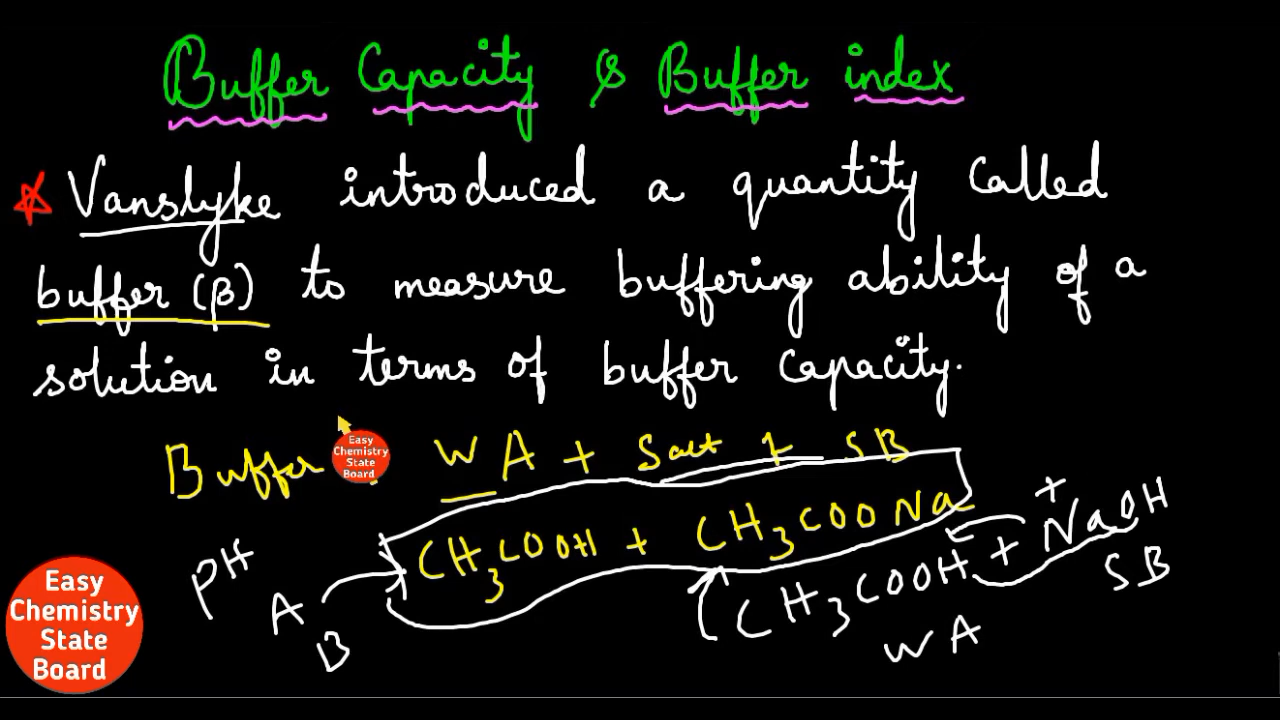 Buffer Capacity & Buffer index
Vanslyke introduced a quantity called
buffer (β) to measure buffering ability of a
solution in terms of buffer capacity.
Buffer WA + Salt of SB
Easy
Chemistry
State
Board
CH3COOH + CH3COONa
PH A B
CH3COOH + NaOH
+
WA SB
Easy
Chemistry
State
Board